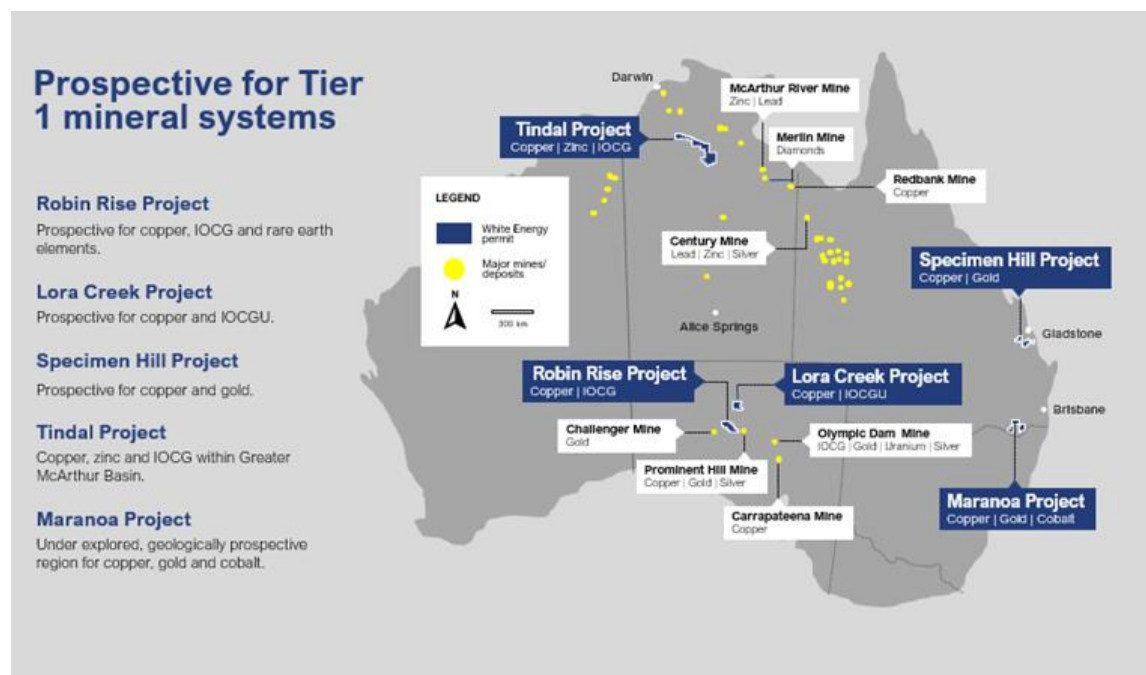 Prospective for Tier
1 mineral systems
Robin Rise Project
Prospective for copper, IOCG and rare earth
elements.
Lora Creek Project
Prospective for copper and IOCGU.
Specimen Hill Project
Prospective for copper and gold.
Tindal Project
Copper, zinc and IOCG within Greater
McArthur Basin.
Maranoa Project
Under explored, geologically prospective
region for copper, gold and cobalt.
Darwin
McArthur River Mine
Zinc | Lead
Tindal Project
Copper | Zinc | IOCG
Merlin Mine
Diamonds
Redbank Mine
Copper
LEGEND
White Energy
permit
Major mines/
deposits
N
300 km
Century Mine
Lead | Zinc | Silver
Specimen Hill Project
Copper | Gold
Alice Springs
Gladstone
Robin Rise Project
Copper | IOCG
Lora Creek Project
Copper | IOCGU
Brisbane
Challenger Mine
Gold
Olympic Dam Mine
IOCG | Gold | Uranium | Silver
Prominent Hill Mine
Copper | Gold | Silver
Maranoa Project
Copper | Gold | Cobalt
Carrapateena Mine
Copper